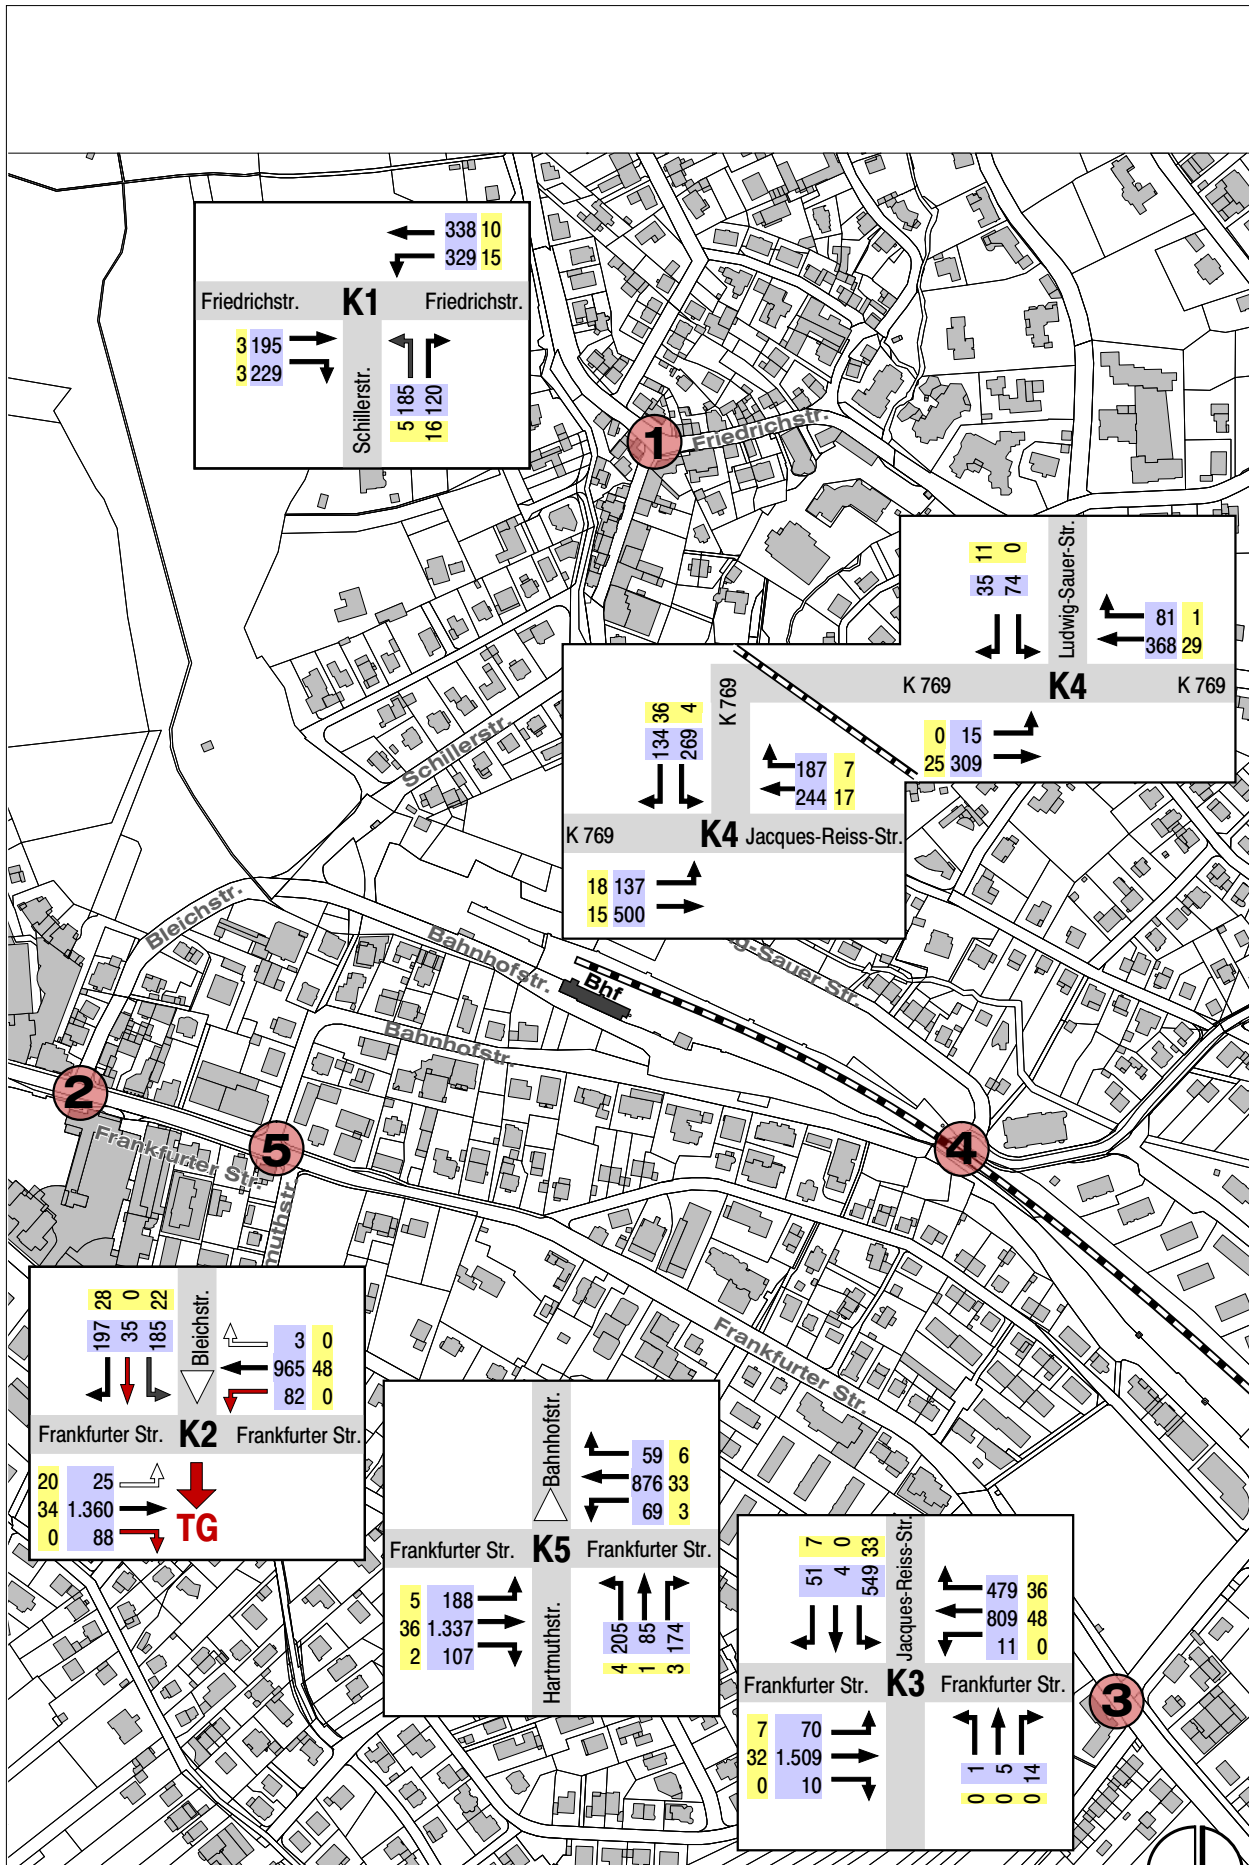 338 10
329 15
Friedrichstr. K1 Friedrichstr.
3 195
3 229
Schillerstr.
5 185
16 120
1
Friedrichstr.
11 0
35 74
Ludwig-Sauer-Str.
81 1
368 29
K 769 K4 K 769
0 15
25 309
36 4
134 269
K 769
187 7
244 17
K 769 K4 Jacques-Reiss-Str.
18 137
15 500
Schillerstr.
Bleichstr.
Bahnhofstr.
g-Sauer Str.
Bhf
Bahnhofstr.
2
5
4
Frankfurter Str.
muthstr.
28 0 22
197 35 185
Bleichstr.
3 0
965 48
82 0
Frankfurter Str. K2 Frankfurter Str.
20 25
34 1.360
0 88
TG
Frankfurter Str.
Bahnhofstr.
59 6
876 33
69 3
Frankfurter Str. K5 Frankfurter Str.
5 188
36 1.337
2 107
Hartmuthstr.
205 85 174
4 1 3
7 0 33
51 4 549
Jacques-Reiss-Str.
479 36
809 48
11 0
Frankfurter Str. K3 Frankfurter Str.
7 70
32 1.509
0 10
1 5 14
0 0 0
3